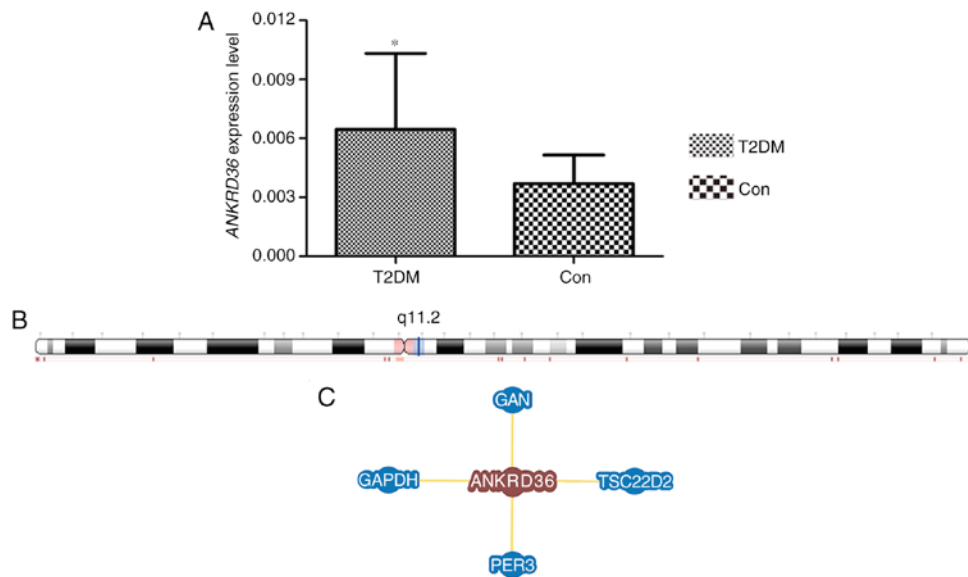 A
ANKRD36 expression level
0.012
0.009
0.006
0.003
0.000
*
T2DM
Con
T2DM
Con
B
q11.2
C
GAN
GAPDH
ANKRD36
TSC22D2
PER3